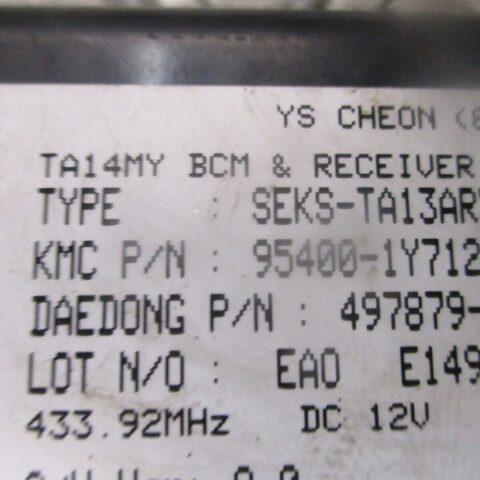 YS CHEON (
TA14MY BCM & RECEIVER
TYPE : SEKS-TA13AR
KMC P/N : 95400-1Y712
DAEDONG P/N : 497879-
LOT N/O : EAO E149
433.92MHz DC 12V